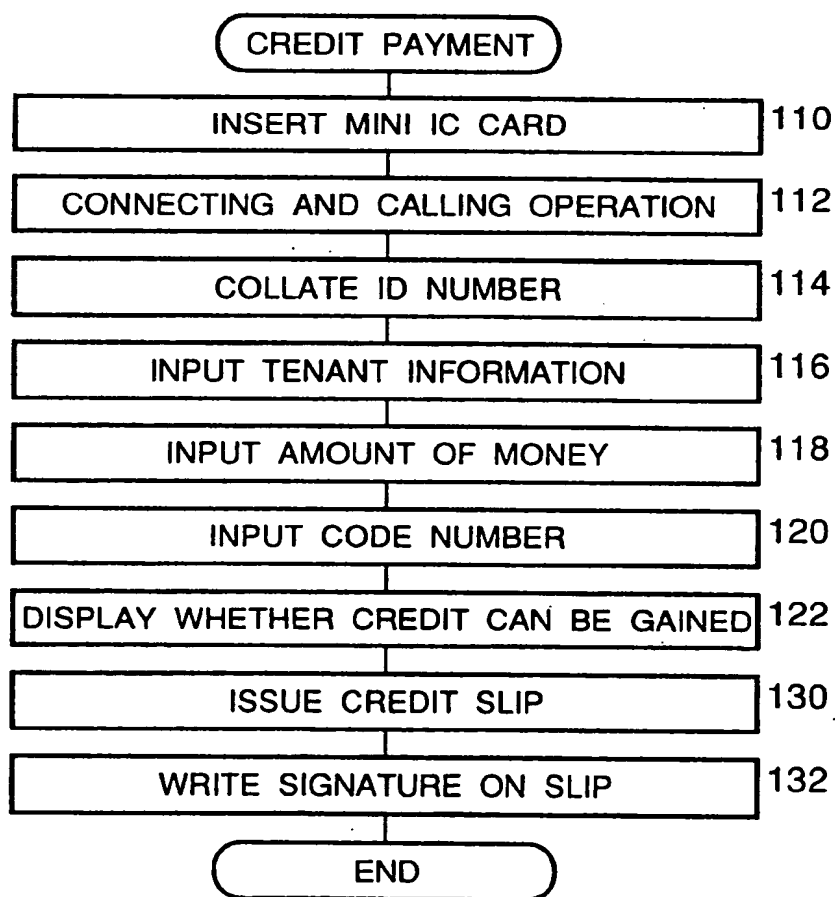 CREDIT PAYMENT
INSERT MINI IC CARD 110
CONNECTING AND CALLING OPERATION 112
COLLATE ID NUMBER 114
INPUT TENANT INFORMATION 116
INPUT AMOUNT OF MONEY 118
INPUT CODE NUMBER 120
DISPLAY WHETHER CREDIT CAN BE GAINED 122
ISSUE CREDIT SLIP 130
WRITE SIGNATURE ON SLIP 132
END